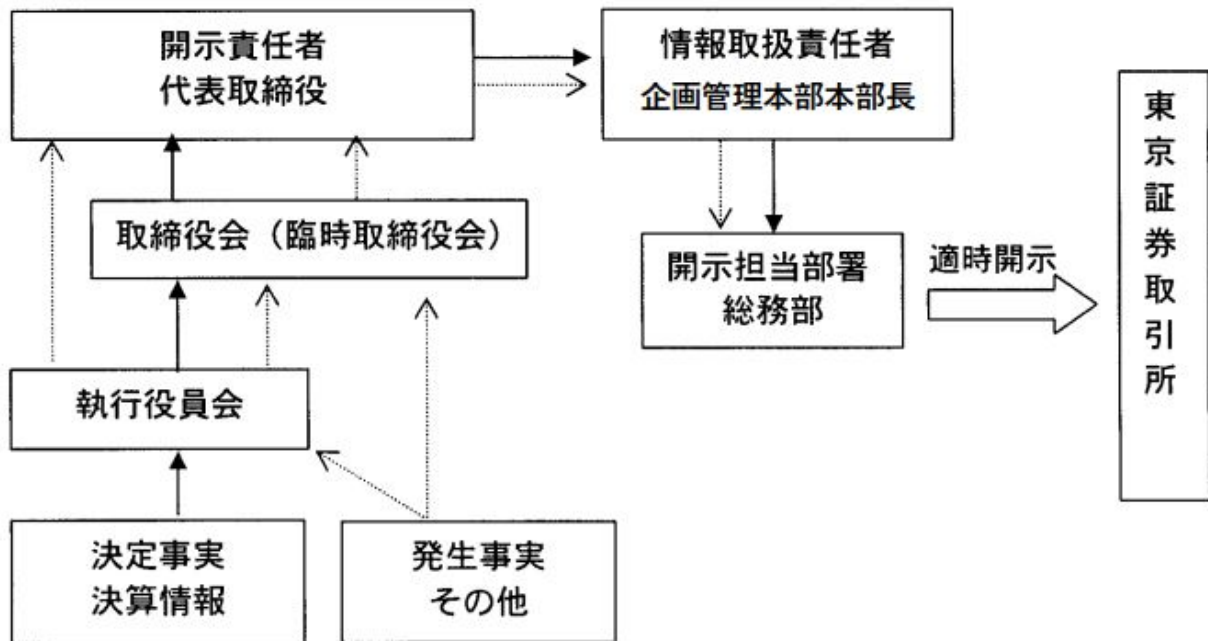 開示責任者
代表取締役
情報取扱責任者
企画管理本部本部長
東京証券取引所
取締役会（臨時取締役会）
開示担当部署
総務部
適時開示
執行役員会
決定事実
決算情報
発生事実
その他